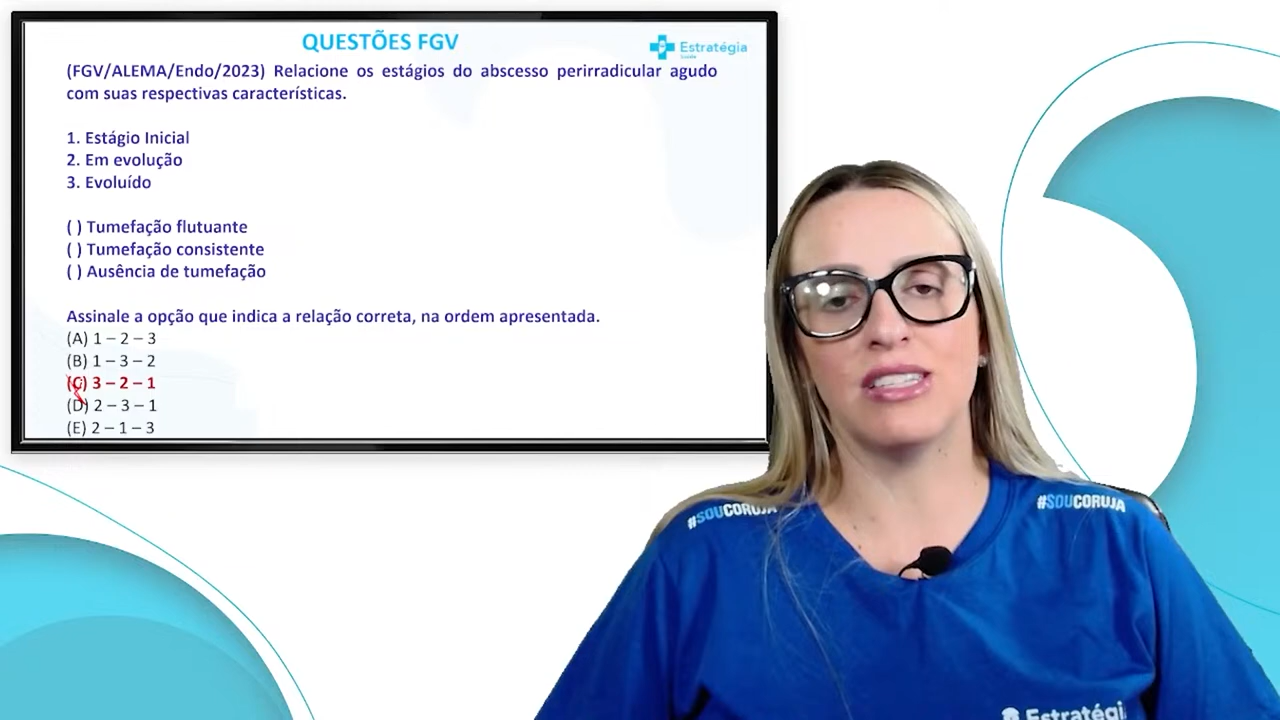 QUESTÕES FGV
Estratégia
Saúde
(FGV/ALEMA/Endo/2023) Relacione os estágios do abscesso perirradicular agudo
com suas respectivas características.
1. Estágio Inicial
2. Em evolução
3. Evoluído
( ) Tumefação flutuante
( ) Tumefação consistente
( ) Ausência de tumefação
Assinale a opção que indica a relação correta, na ordem apresentada.
(A) 1 – 2 – 3
(B) 1 – 3 – 2
(C) 3 – 2 – 1
(D) 2 – 3 – 1
(E) 2 – 1 – 3
#SOUCORUJA
#SOUCORUJA
Estratégi